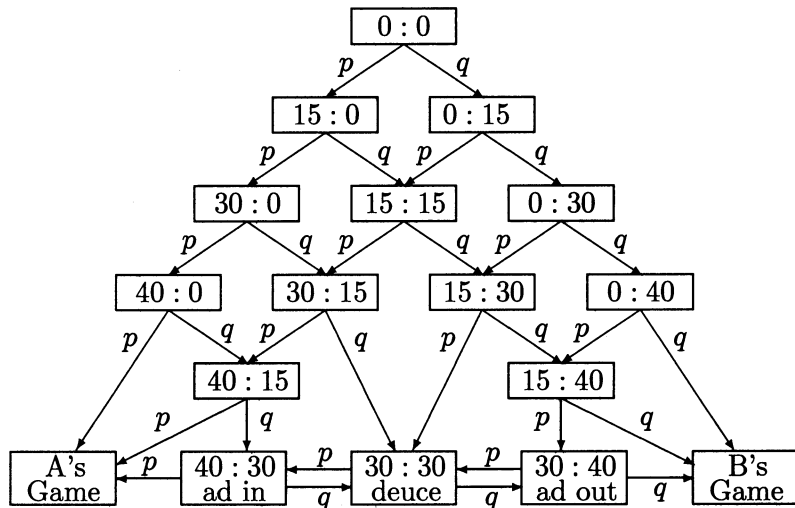 0 : 0
p q
15 : 0 0 : 15
p q p q
30 : 0 15 : 15 0 : 30
p q p q p q
40 : 0 30 : 15 15 : 30 0 : 40
p q p q p q p q
40 : 15 15 : 40
p q p q
A's Game
p
40 : 30 ad in
p
q
30 : 30 deuce
p
q
30 : 40 ad out
q
B's Game